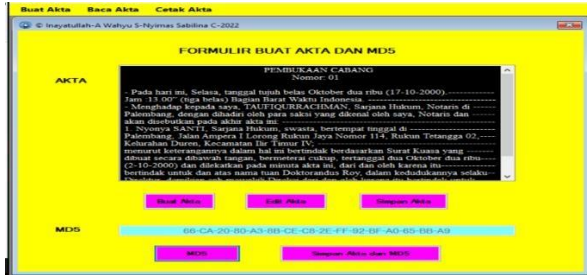 Buat Akta Baca Akta Cetak Akta
© Inayatullah-A Wahyu S-Nyimas Sabilina C-2022
FORMULIR BUAT AKTA DAN MD5
AKTA
PEMBUKAAN CABANG
Nomor: 01
- Pada hari ini, Selasa, tanggal tujuh belas Oktober dua ribu (17-10-2000).-----------
Jam :13.00" (tiga belas) Bagian Barat Waktu Indonesia. ------------------------------
- Menghadap kepada saya, TAUFIQURRACHMAN, Sarjana Hukum, Notaris di ---
Palembang, dengan dihadiri oleh para saksi yang dikenal oleh saya, Notaris dan -----
akan disebutkan pada akhir akta ini: ---------------------------------------
1. Nyonya SANTI, Sarjana Hukum, swasta, bertempat tinggal di --------------------
Palembang, Jalan Ampera I Lorong Rukun Jaya Nomor 114, Rukun Tetangga 02,----
Kelurahan Duren, Kecamatan Ilir Timur IV; -----------------------------
menurut keterangannya dalam hal ini bertindak berdasarkan Surat Kuasa yang -----
dibuat secara dibawah tangan, bermeterai cukup, tertanggal dua Oktober dua ribu----
(2-10-2000) dan dilekatkan pada minuta akta ini, dari dan oleh karena itu-----------
bertindak untuk dan atas nama tuan Doktorandus Roy, dalam kedudukannya selaku---
Buat Akta Edit Akta Simpan Akta
MD5
66-CA-20-80-A3-8B-CE-C8-2E-FF-92-BF-A0-65-BB-A9
MD5 Simpan Akta dan MD5